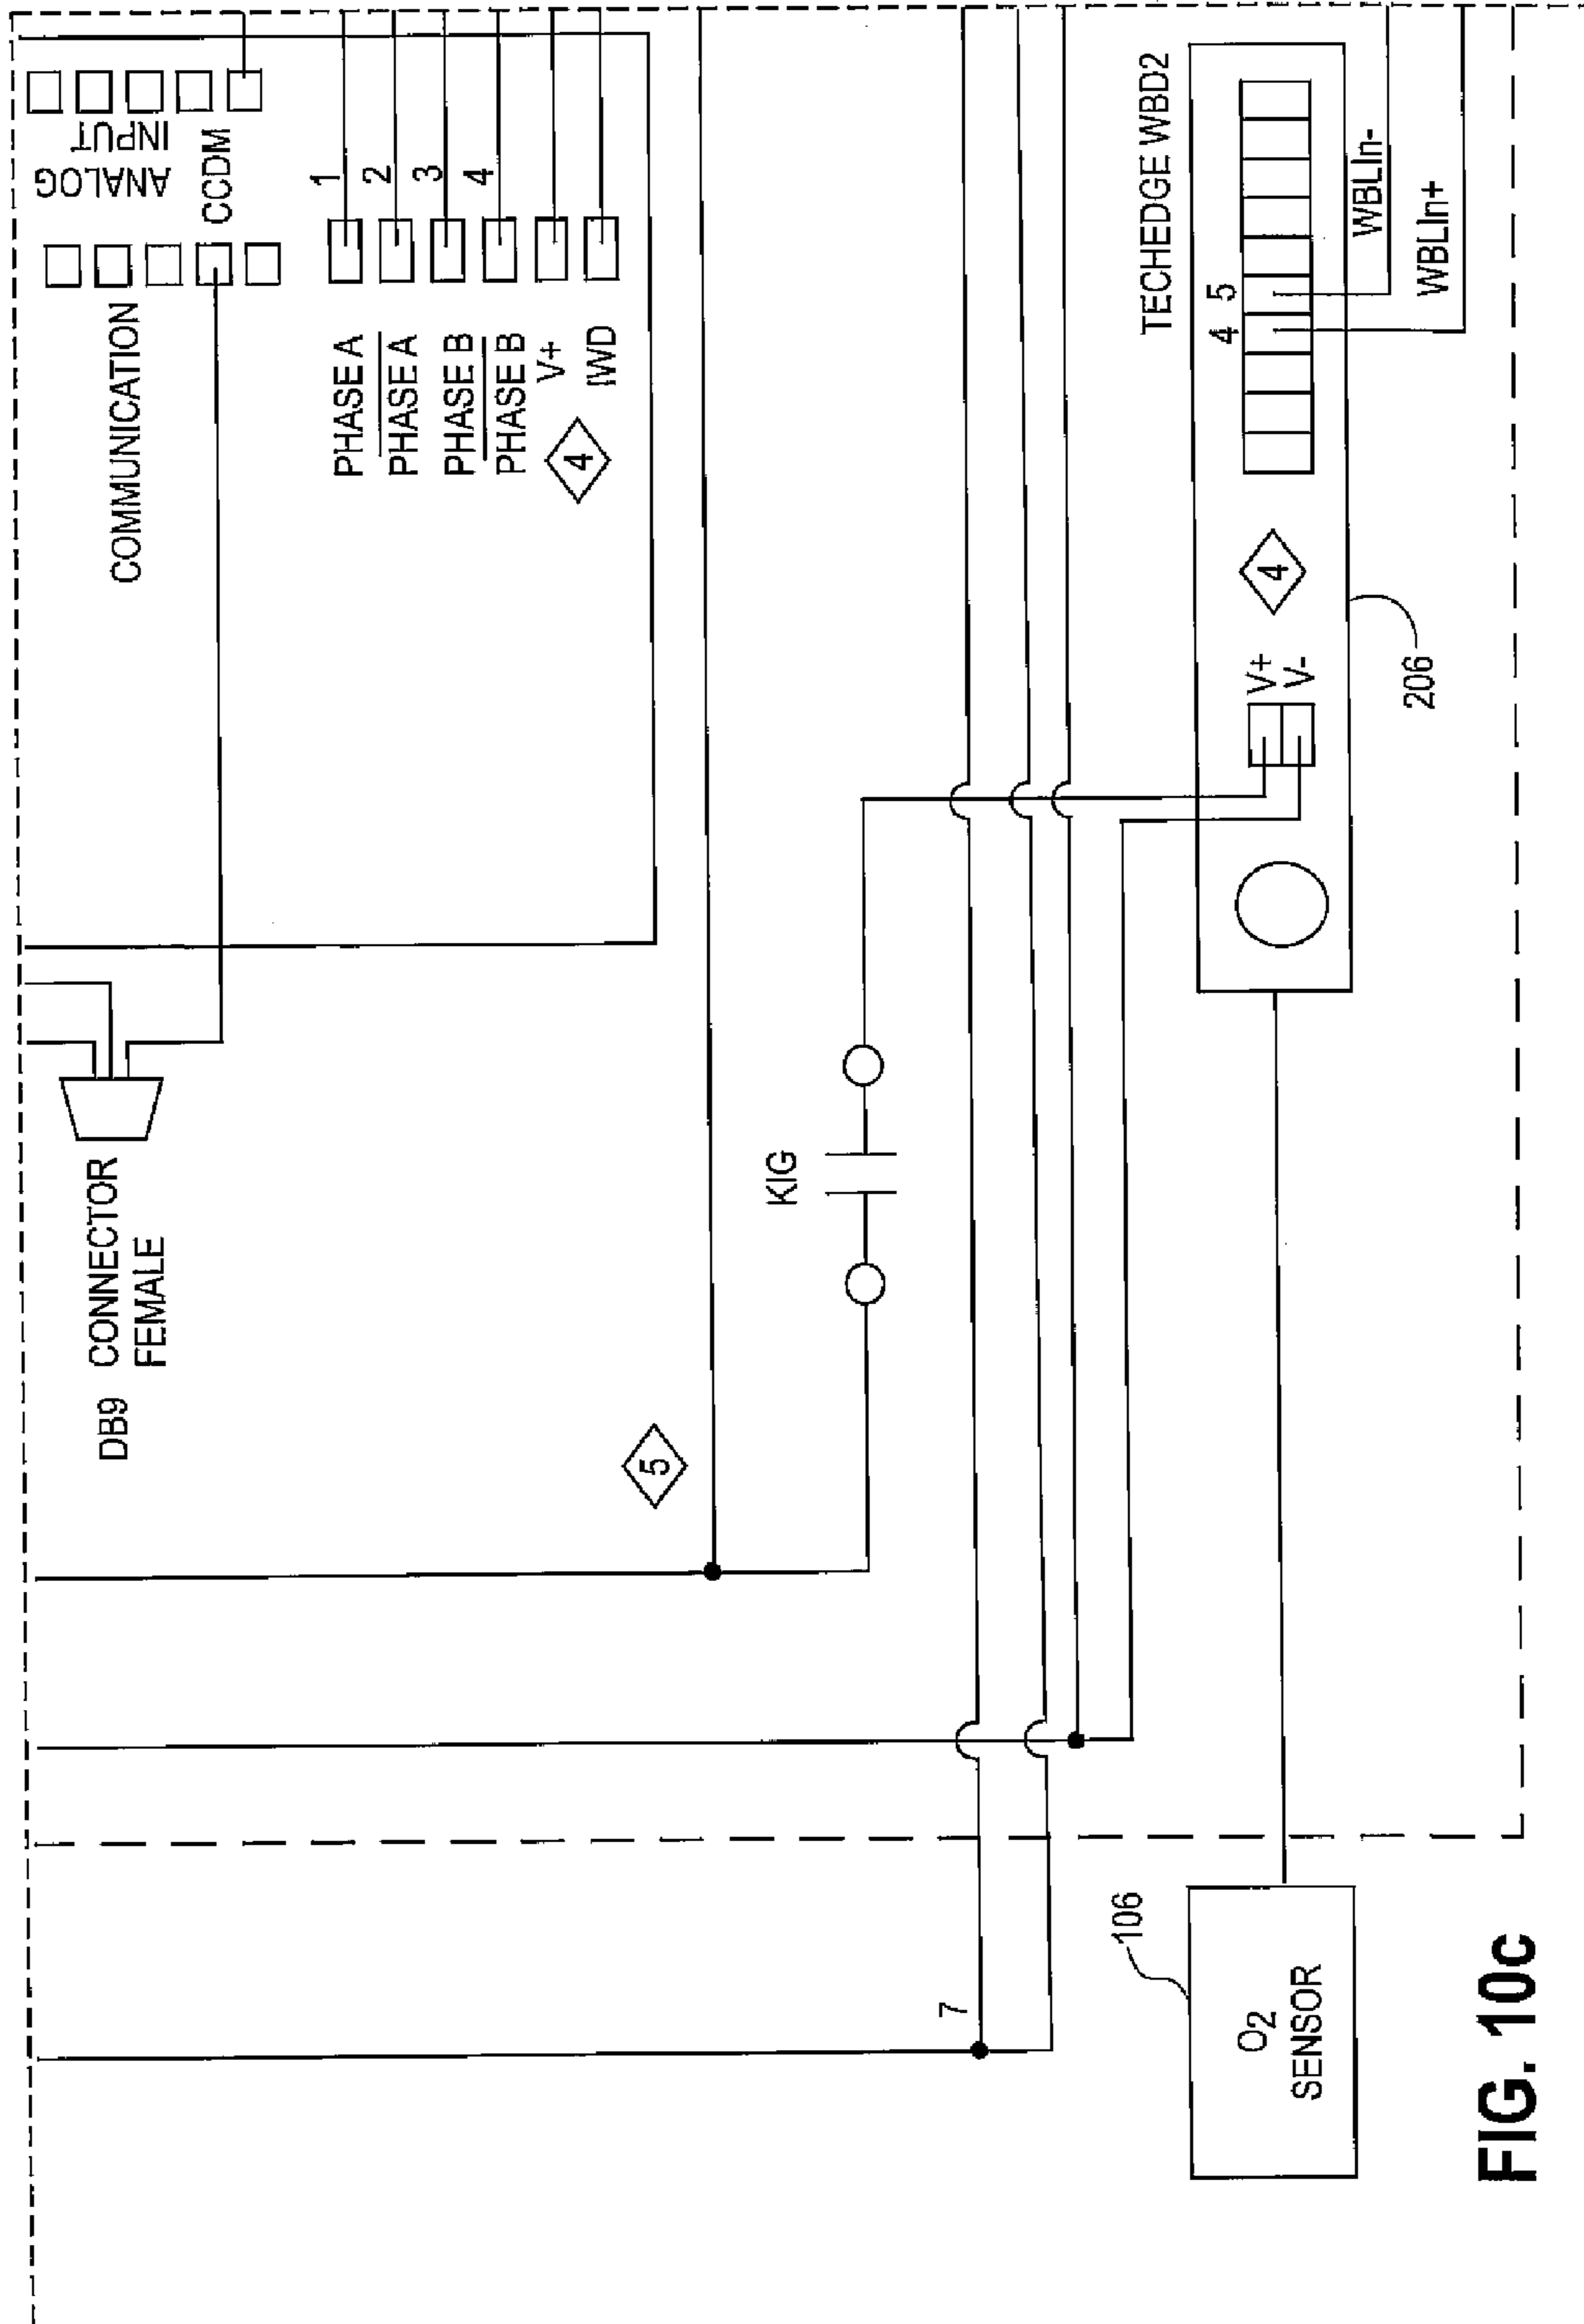 ANALOG
INPUT
CCDM
COMMUNICATION
DB9 CONNECTOR
FEMALE
PHASE A
PHASE A
PHASE B
PHASE B
V+
IWD
1
2
3
4
4
5
KIG
7
TECHEDGE WBD2
4 5
V+
V-
4
WBLIn-
WBLIn+
206
106
O2
SENSOR
FIG. 10c